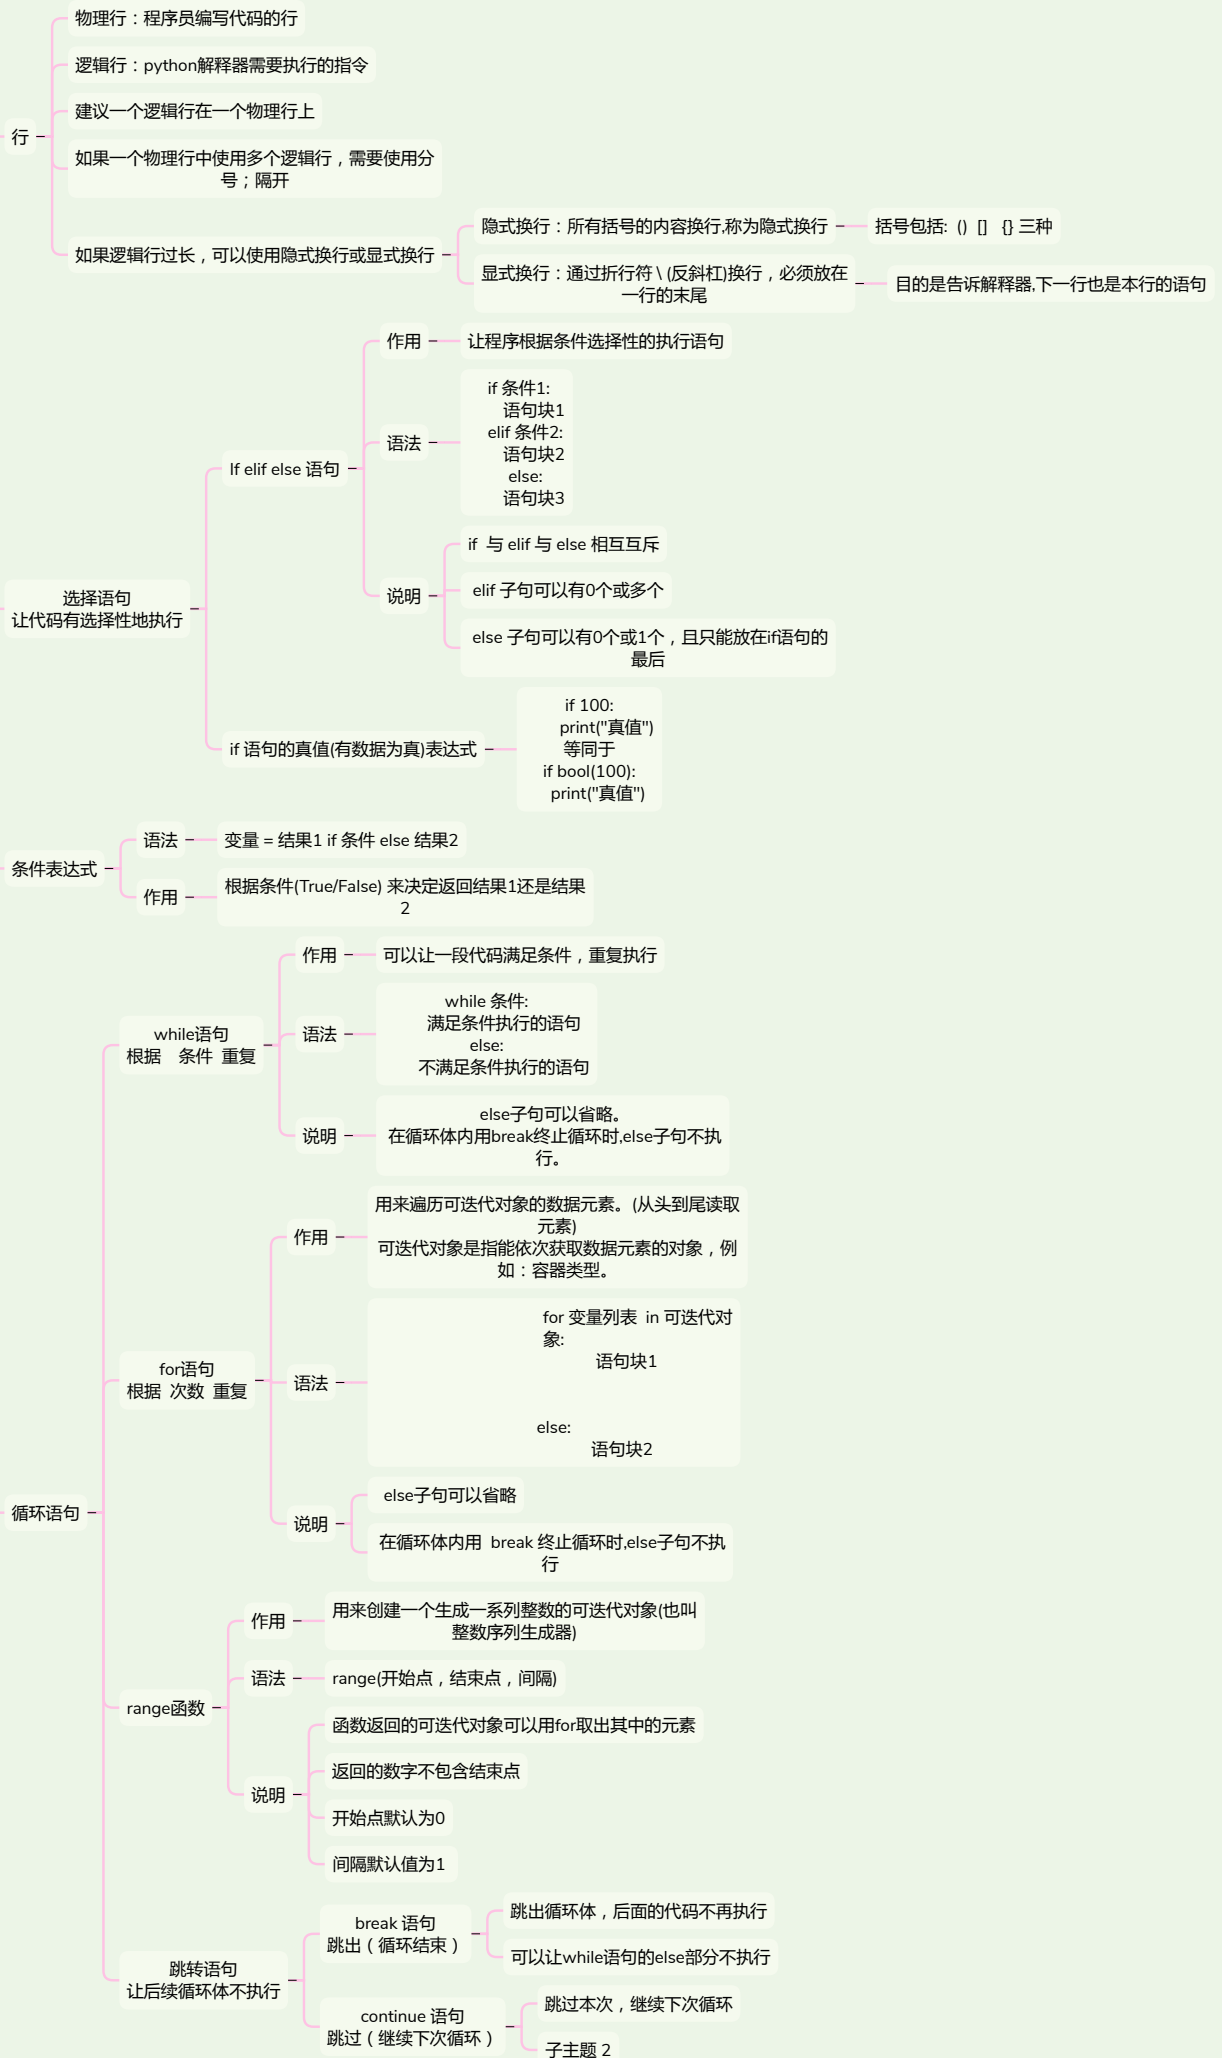 物理行：程序员编写代码的行
逻辑行：python解释器需要执行的指令
建议一个逻辑行在一个物理行上
行
如果一个物理行中使用多个逻辑行，需要使用分
号；隔开
如果逻辑行过长，可以使用隐式换行或显式换行
隐式换行：所有括号的内容换行,称为隐式换行
括号包括: () [] {} 三种
显式换行：通过折行符 \ (反斜杠)换行，必须放在
一行的末尾
目的是告诉解释器,下一行也是本行的语句
选择语句
让代码有选择性地执行
If elif else 语句
作用
让程序根据条件选择性的执行语句
语法
if 条件1:
语句块1
elif 条件2:
语句块2
else:
语句块3
说明
if 与 elif 与 else 相互互斥
elif 子句可以有0个或多个
else 子句可以有0个或1个，且只能放在if语句的
最后
if 语句的真值(有数据为真)表达式
if 100:
print("真值")
等同于
if bool(100):
print("真值")
条件表达式
语法
变量 = 结果1 if 条件 else 结果2
作用
根据条件(True/False) 来决定返回结果1还是结果
2
循环语句
while语句
根据 条件 重复
作用
可以让一段代码满足条件，重复执行
语法
while 条件:
满足条件执行的语句
else:
不满足条件执行的语句
说明
else子句可以省略。
在循环体内用break终止循环时,else子句不执
行。
for语句
根据 次数 重复
作用
用来遍历可迭代对象的数据元素。(从头到尾读取
元素)
可迭代对象是指能依次获取数据元素的对象，例
如：容器类型。
语法
for 变量列表 in 可迭代对
象:
语句块1
else:
语句块2
说明
else子句可以省略
在循环体内用 break 终止循环时,else子句不执
行
range函数
作用
用来创建一个生成一系列整数的可迭代对象(也叫
整数序列生成器)
语法
range(开始点，结束点，间隔)
说明
函数返回的可迭代对象可以用for取出其中的元素
返回的数字不包含结束点
开始点默认为0
间隔默认值为1
跳转语句
让后续循环体不执行
break 语句
跳出（循环结束）
跳出循环体，后面的代码不再执行
可以让while语句的else部分不执行
continue 语句
跳过（继续下次循环）
跳过本次，继续下次循环
子主题 2